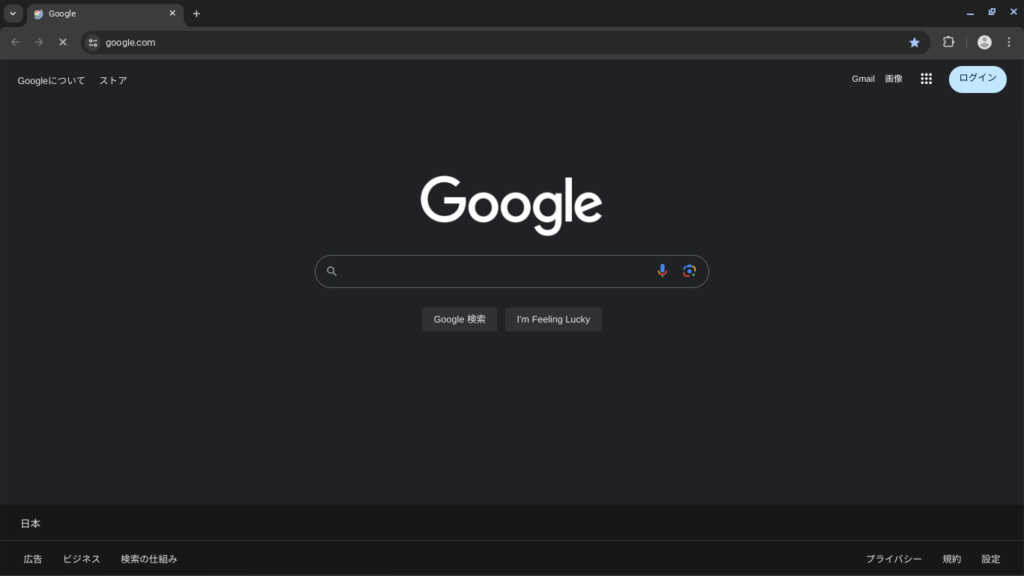 Google
google.com
Googleについて ストア Gmail 画像 ログイン
Google
Google 検索 I'm Feeling Lucky
日本
広告 ビジネス 検索の仕組み プライバシー 規約 設定